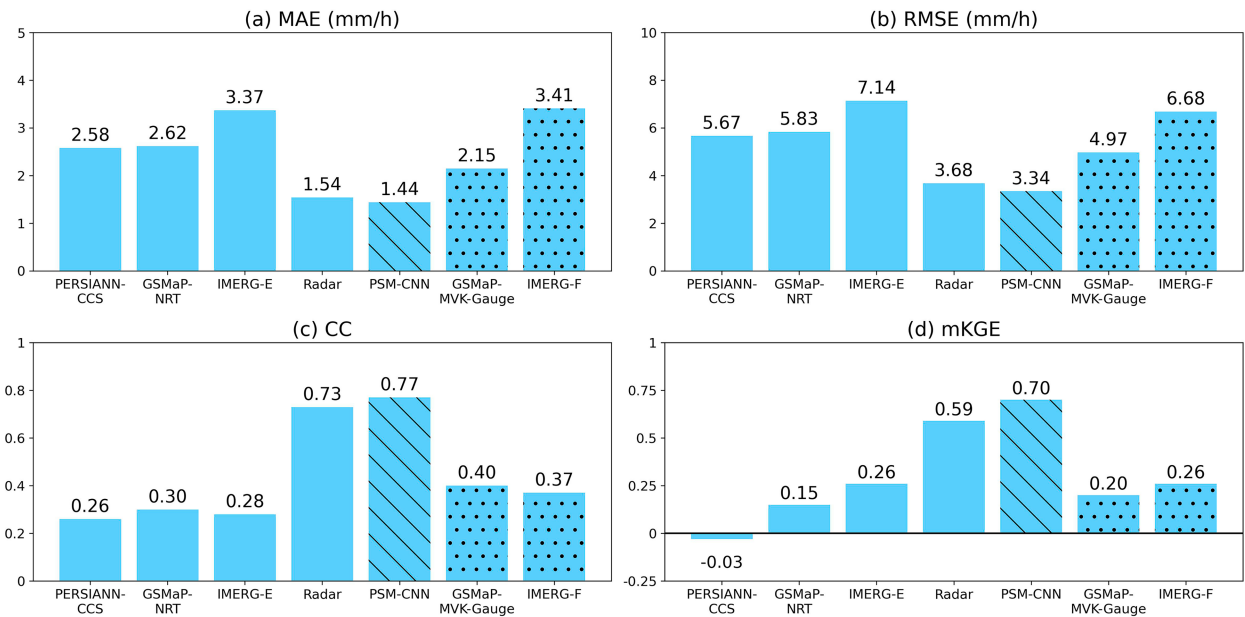 (a) MAE (mm/h)
5
4
3
2
1
0
2.58
2.62
3.37
1.54
1.44
2.15
3.41
PERSIANN-
CCS
GSMaP-
NRT
IMERG-E
Radar
PSM-CNN
GSMaP-
MVK-Gauge
IMERG-F
(b) RMSE (mm/h)
10
8
6
4
2
0
5.67
5.83
7.14
3.68
3.34
4.97
6.68
PERSIANN-
CCS
GSMaP-
NRT
IMERG-E
Radar
PSM-CNN
GSMaP-
MVK-Gauge
IMERG-F
(c) CC
1
0.8
0.6
0.4
0.2
0
0.26
0.30
0.28
0.73
0.77
0.40
0.37
PERSIANN-
CCS
GSMaP-
NRT
IMERG-E
Radar
PSM-CNN
GSMaP-
MVK-Gauge
IMERG-F
(d) mKGE
1
0.75
0.5
0.25
0
-0.25
-0.03
0.15
0.26
0.59
0.70
0.20
0.26
PERSIANN-
CCS
GSMaP-
NRT
IMERG-E
Radar
PSM-CNN
GSMaP-
MVK-Gauge
IMERG-F